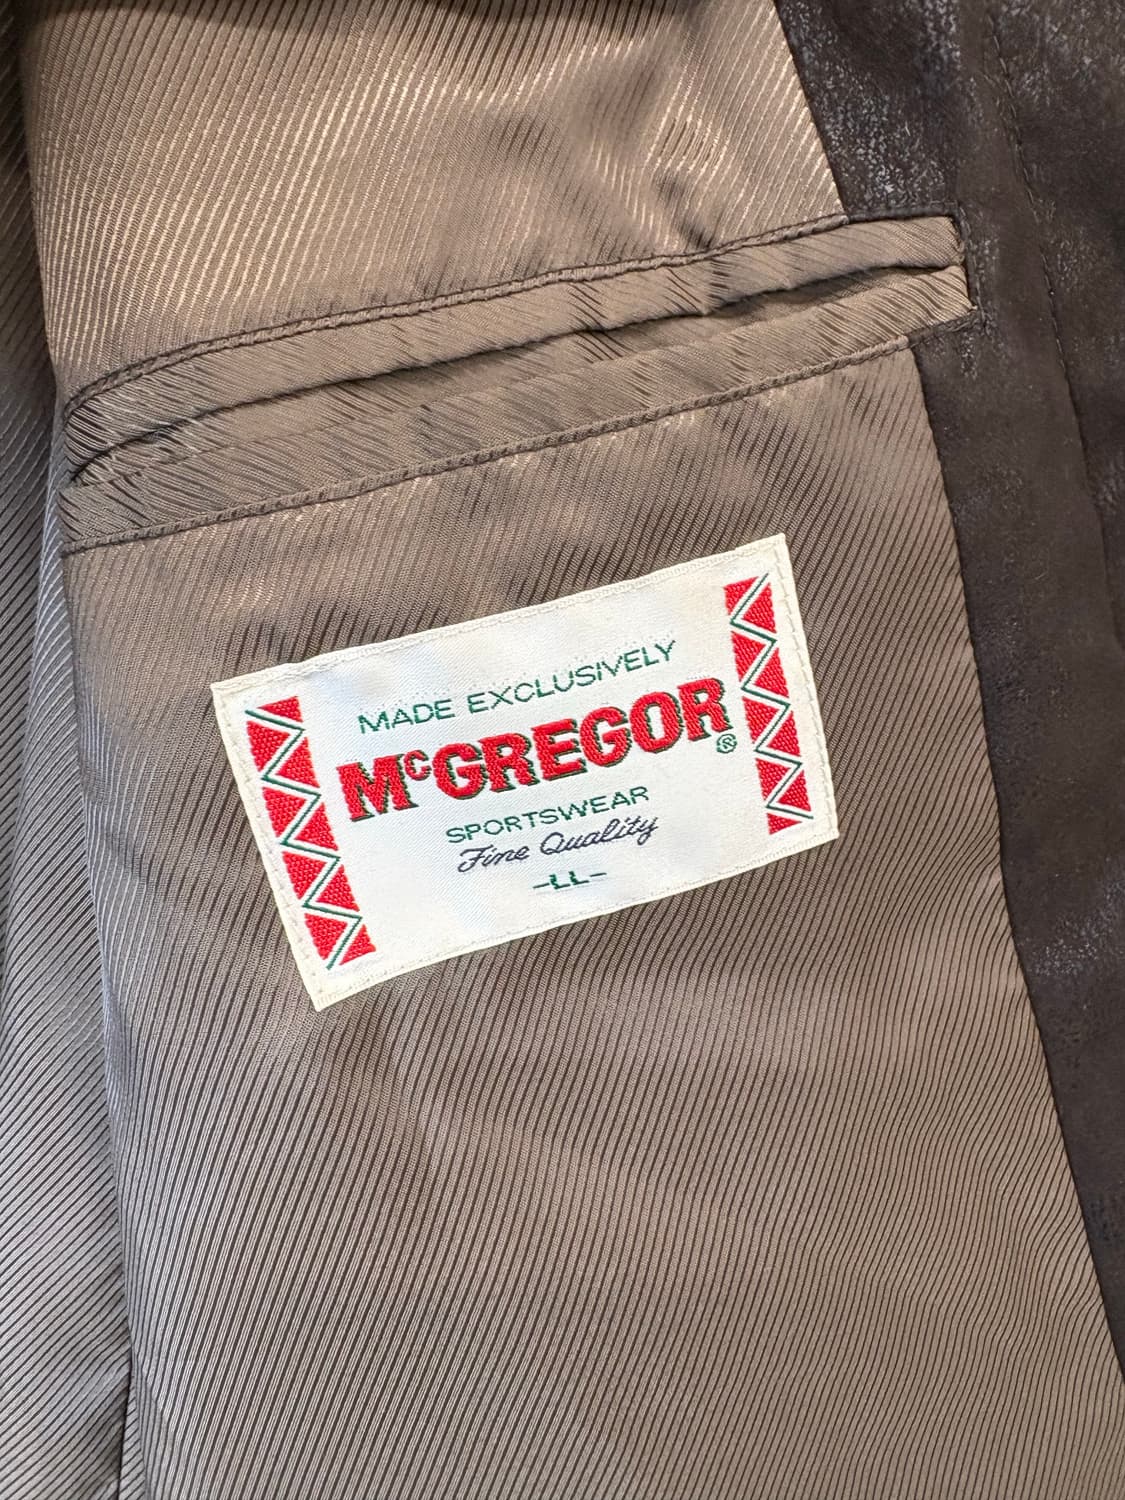 MADE EXCLUSIVELY
McGREGOR®
SPORTSWEAR
Fine Quality
-LL-